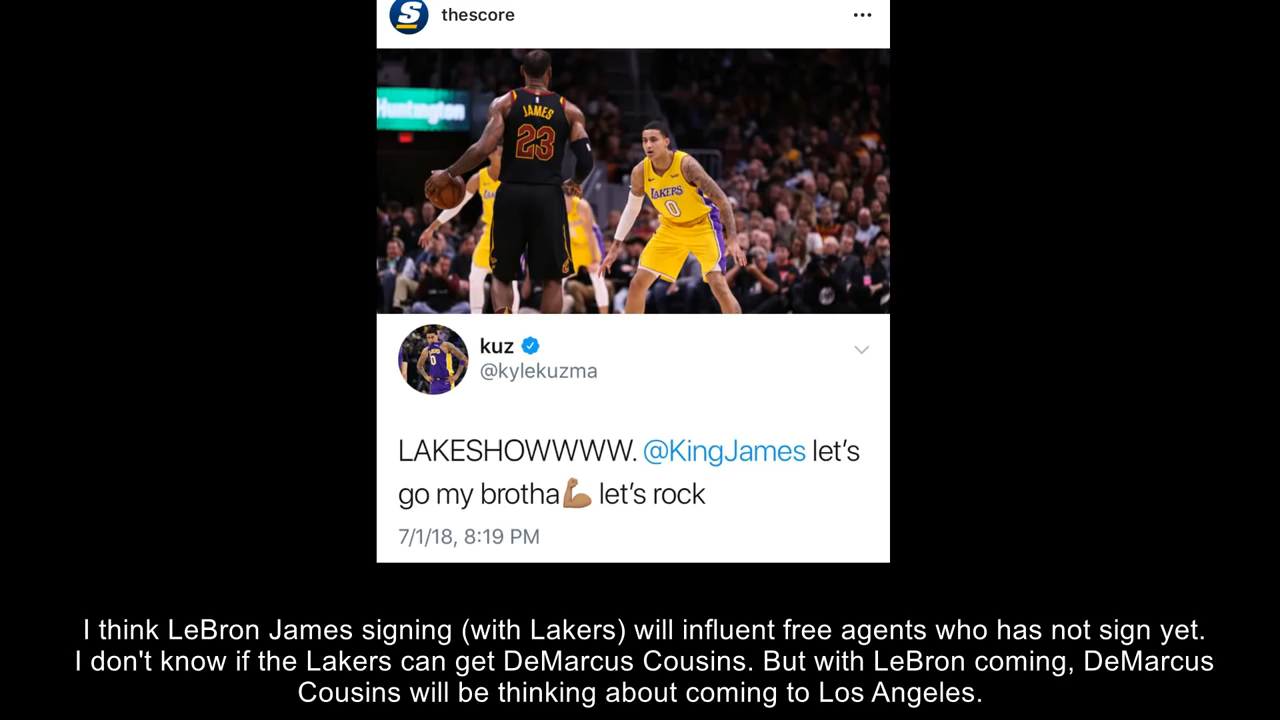 thescore
Huntington
JAMES
23
LAKERS
0
kuz
@kylekuzma
LAKESHOWWWW. @KingJames let's
go my brotha💪🏽 let's rock
7/1/18, 8:19 PM
I think LeBron James signing (with Lakers) will influent free agents who has not sign yet.
I don't know if the Lakers can get DeMarcus Cousins. But with LeBron coming, DeMarcus
Cousins will be thinking about coming to Los Angeles.